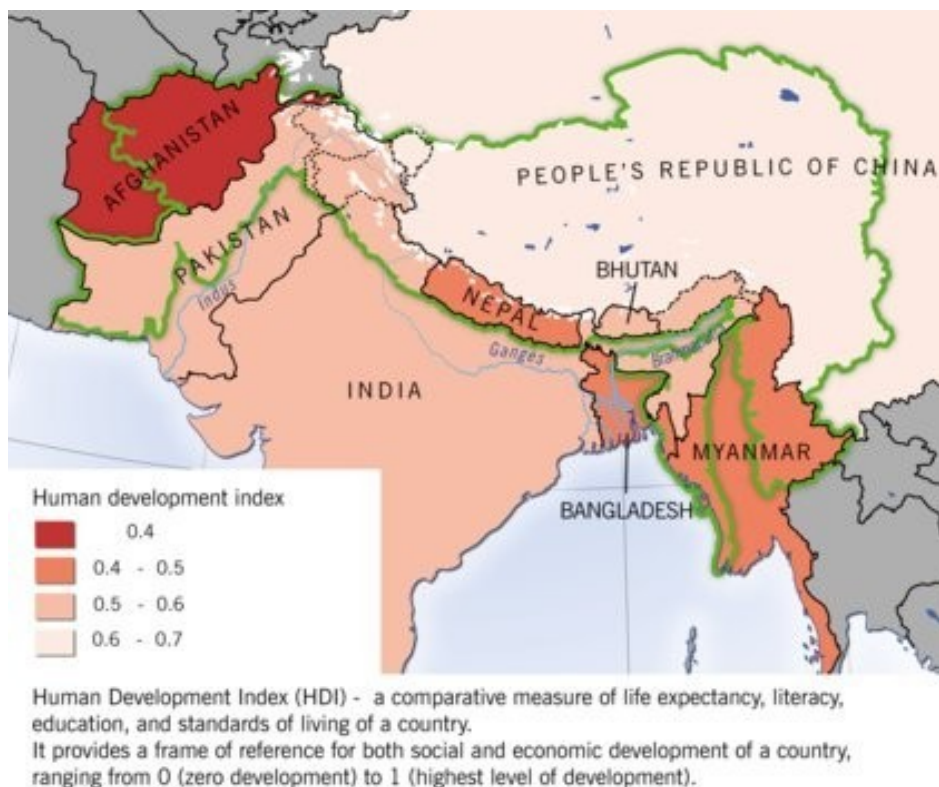 AFGHANISTAN
PEOPLE'S REPUBLIC OF CHINA
PAKISTAN
Indus
BHUTAN
NEPAL
Ganges
Brahmaputra
INDIA
MYANMAR
BANGLADESH
Human development index
0.4
0.4 - 0.5
0.5 - 0.6
0.6 - 0.7
Human Development Index (HDI) - a comparative measure of life expectancy, literacy,
education, and standards of living of a country.
It provides a frame of reference for both social and economic development of a country,
ranging from 0 (zero development) to 1 (highest level of development).